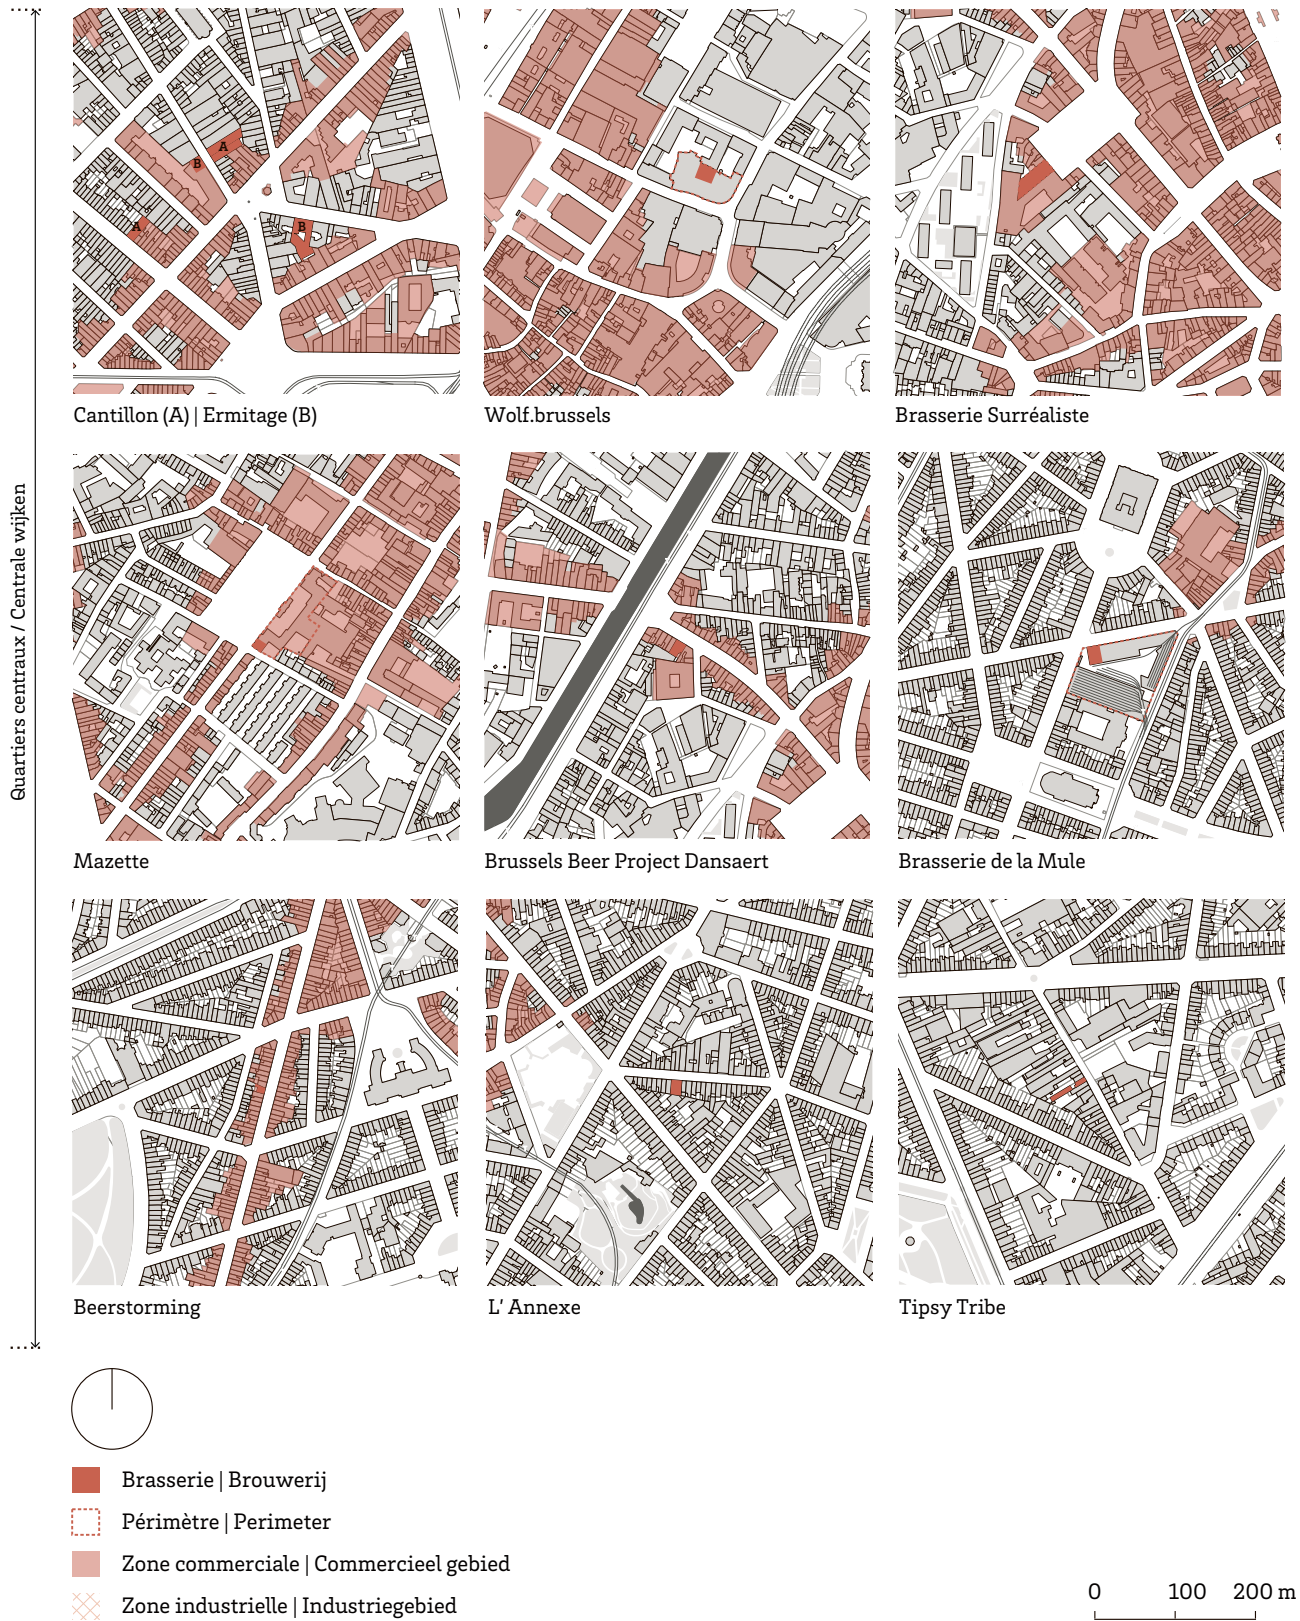 Quartiers centraux / Centrale wijken
A
B
A
B
Cantillon (A) | Ermitage (B)
Wolf.brussels
Brasserie Surréaliste
Mazette
Brussels Beer Project Dansaert
Brasserie de la Mule
Beerstorming
L' Annexe
Tipsy Tribe
Brasserie | Brouwerij
Périmètre | Perimeter
Zone commerciale | Commercieel gebied
Zone industrielle | Industriegebied
0 100 200 m